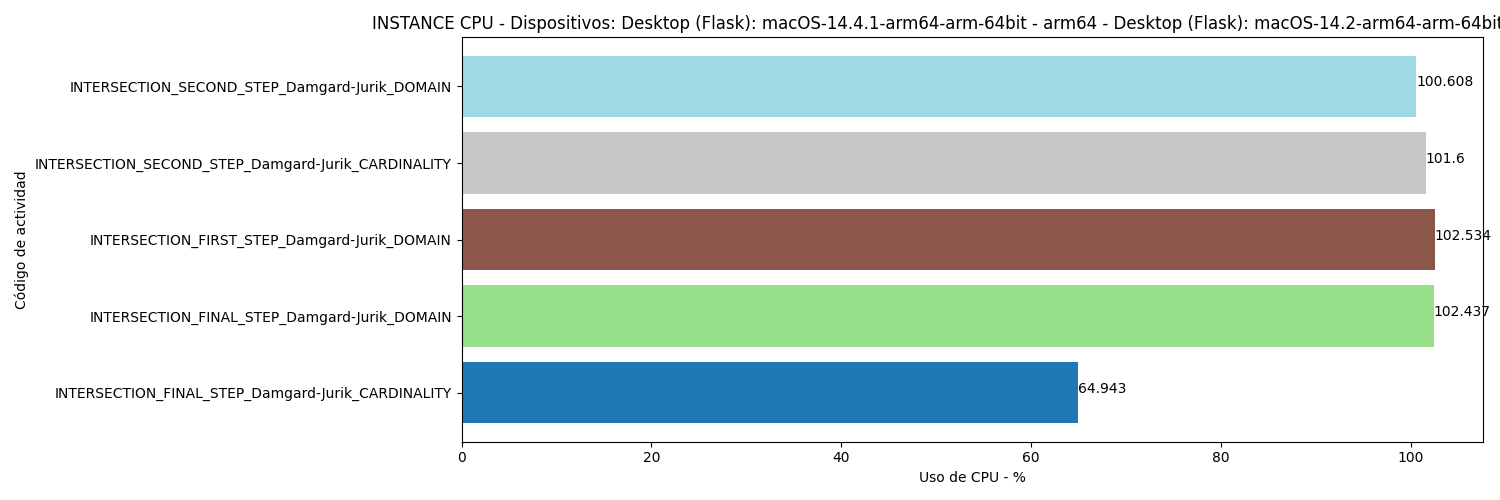 INSTANCE CPU - Dispositivos: Desktop (Flask): macOS-14.4.1-arm64-arm-64bit - arm64 - Desktop (Flask): macOS-14.2-arm64-arm-64bit
INTERSECTION_SECOND_STEP_Damgard-Jurik_DOMAIN
100.608
INTERSECTION_SECOND_STEP_Damgard-Jurik_CARDINALITY
101.6
INTERSECTION_FIRST_STEP_Damgard-Jurik_DOMAIN
102.534
INTERSECTION_FINAL_STEP_Damgard-Jurik_DOMAIN
102.437
INTERSECTION_FINAL_STEP_Damgard-Jurik_CARDINALITY
64.943
Código de actividad
0 20 40 60 80 100
Uso de CPU - %